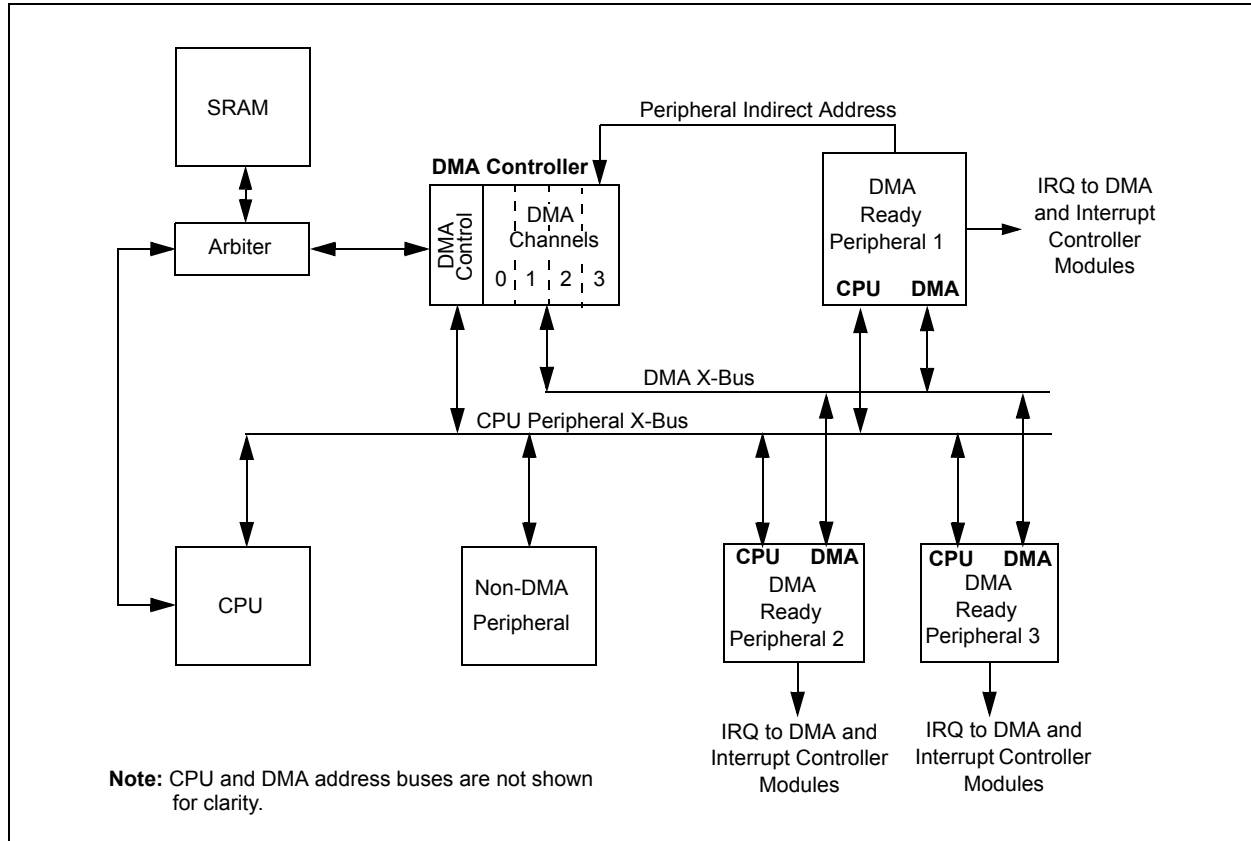 SRAM
Arbiter
Peripheral Indirect Address
DMA Controller
DMA Control
DMA
Channels
0 1 2 3
DMA
Ready
Peripheral 1
CPU DMA
IRQ to DMA
and Interrupt
Controller
Modules
DMA X-Bus
CPU Peripheral X-Bus
CPU
Non-DMA
Peripheral
CPU DMA
DMA
Ready
Peripheral 2
CPU DMA
DMA
Ready
Peripheral 3
IRQ to DMA and
Interrupt Controller
Modules
IRQ to DMA and
Interrupt Controller
Modules
Note: CPU and DMA address buses are not shown
for clarity.